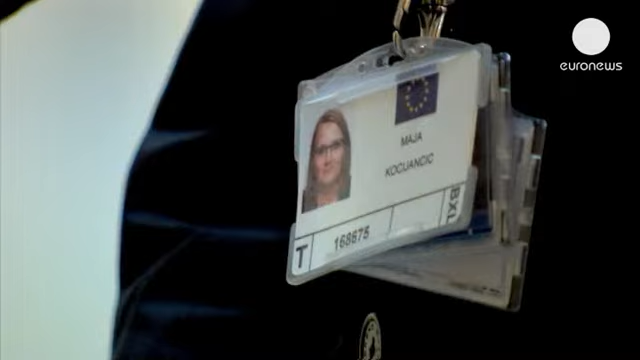 euronews
MAJA
KOCIJANCIC
BXL
T 168675